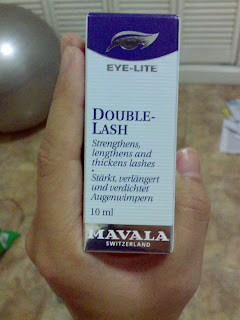 EYE-LITE
DOUBLE-
LASH
Strengthens,
lengthens and
thickens lashes
Stärkt, verlängert
und verdichtet
Augenwimpern
10 ml
MAVALA
SWITZERLAND